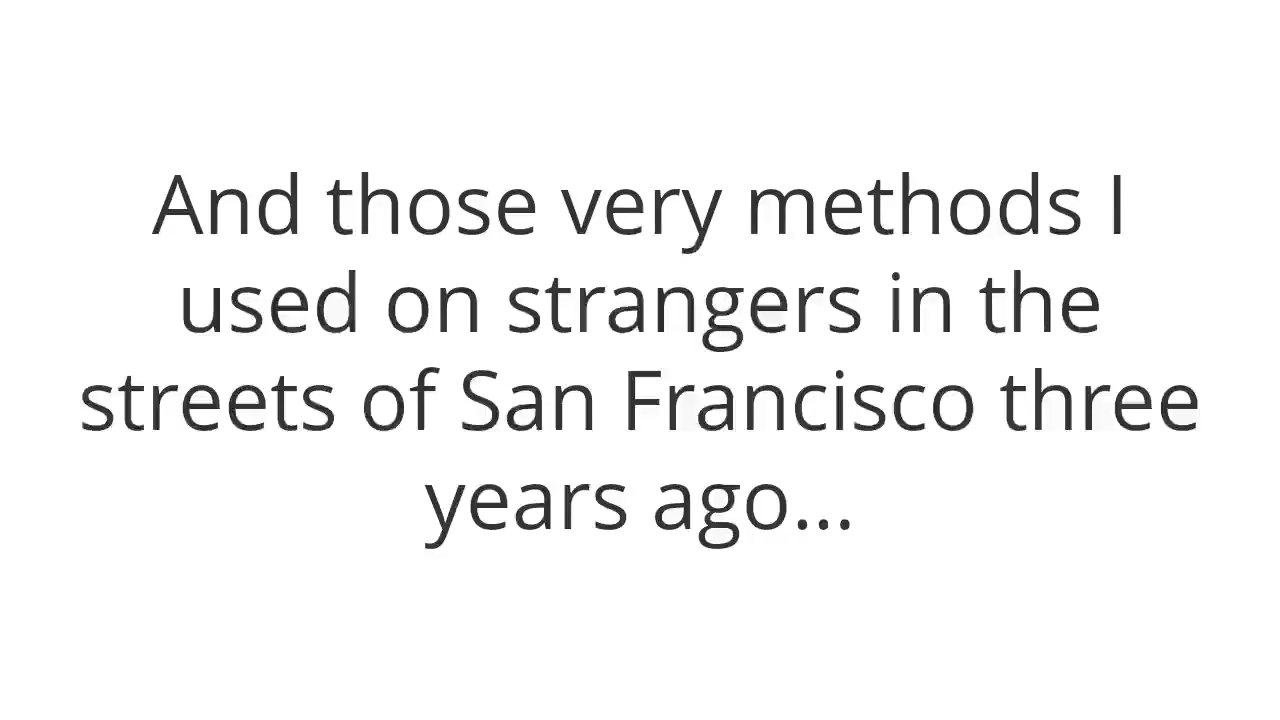 And those very methods I
used on strangers in the
streets of San Francisco three
years ago...